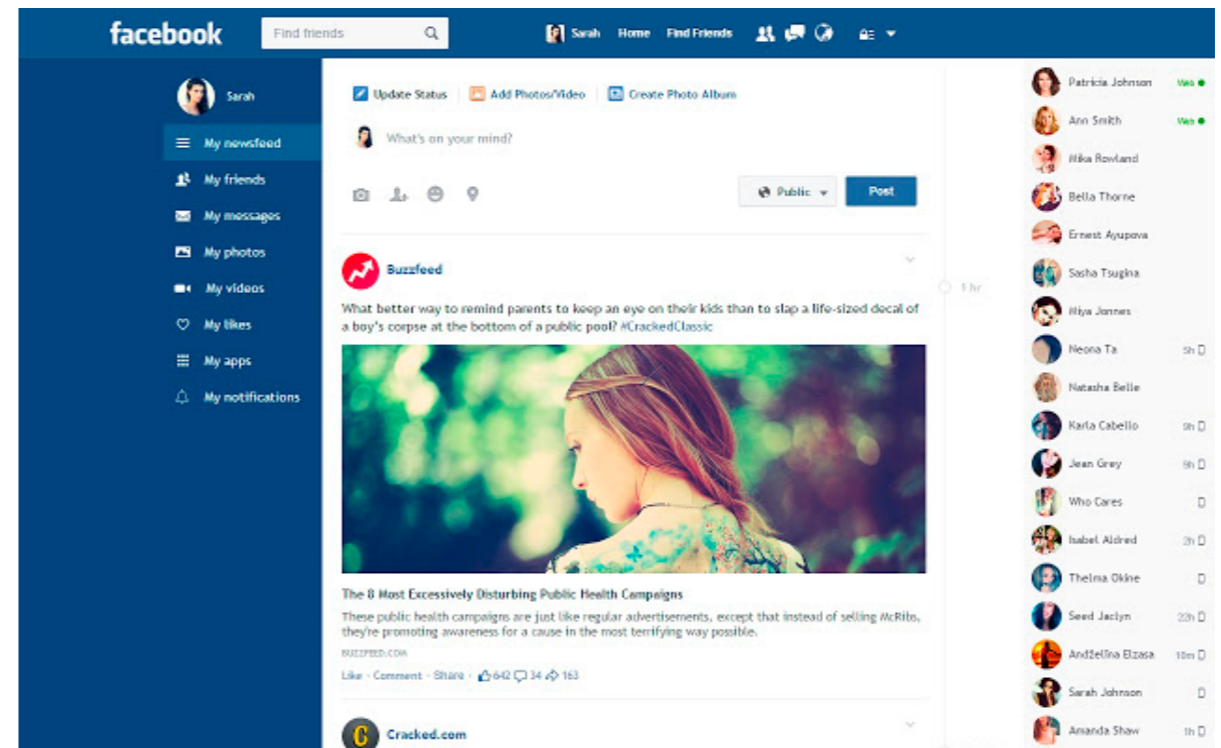 facebook
Find friends
Sarah Home Find Friends
Sarah
My newsfeed
My friends
My messages
My photos
My videos
My likes
My apps
My notifications
Update Status Add Photos/Video Create Photo Album
What's on your mind?
Public Post
Buzzfeed
1 hr
What better way to remind parents to keep an eye on their kids than to slap a life-sized decal of
a boy's corpse at the bottom of a public pool? #CrackedClassic
The 8 Most Excessively Disturbing Public Health Campaigns
These public health campaigns are just like regular advertisements, except that instead of selling McRibs,
they're promoting awareness for a cause in the most terrifying way possible.
BUZZFEED.COM
Like · Comment · Share · 642 34 163
Cracked.com
Patricia Johnson Web
Ann Smith Web
Mika Rowland
Bella Thorne
Ernest Ayupova
Sasha Tsugina
Miya Jonnes
Neona Ta 5h
Natasha Belle
Karla Cabello 9h
Jean Grey 9h
Who Cares
Isabel Aldred 2h
Thelma Okine
Seed Jaclyn 22h
Andželina Elzasa 10m
Sarah Johnson
Amanda Shaw 1h